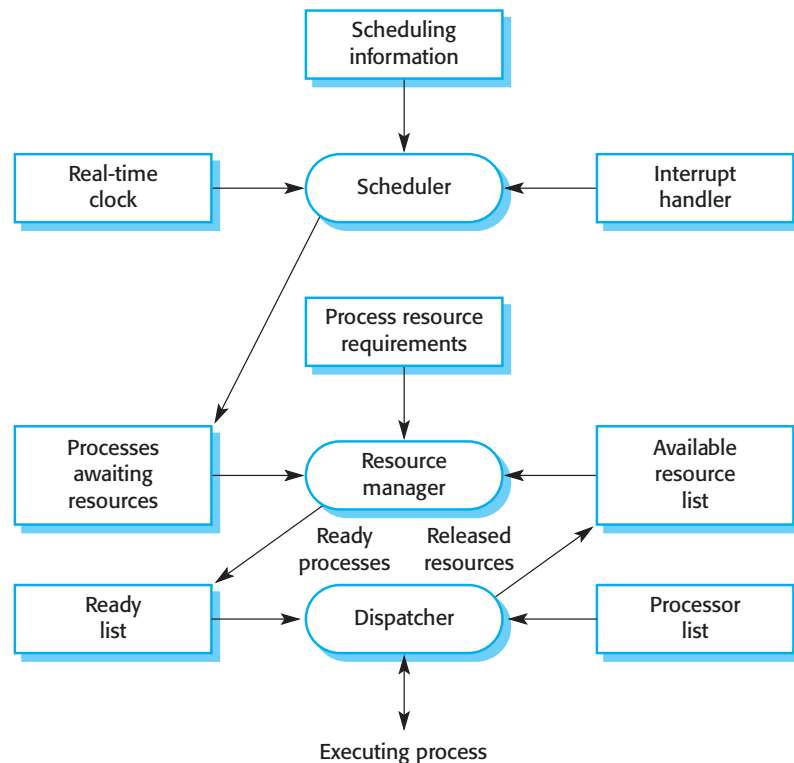 Scheduling
information
Real-time
clock
Scheduler
Interrupt
handler
Process resource
requirements
Processes
awaiting
resources
Resource
manager
Available
resource
list
Ready
processes
Released
resources
Ready
list
Dispatcher
Processor
list
Executing process